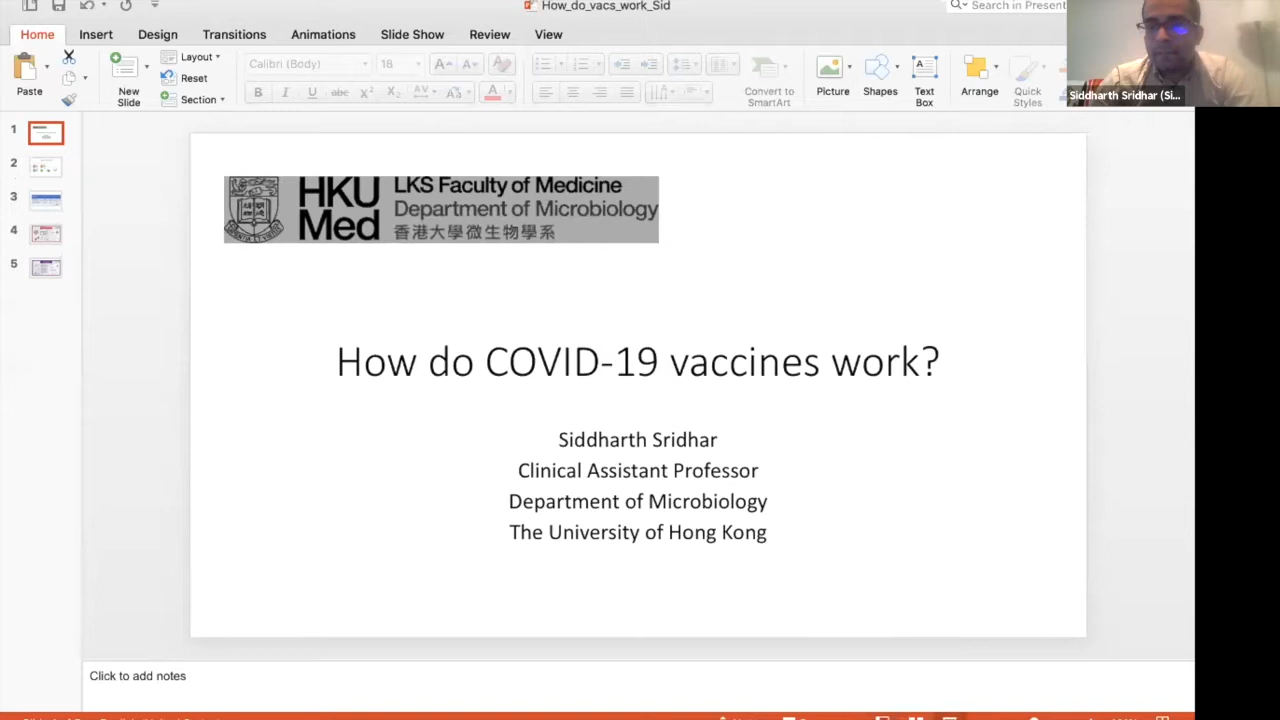 How_do_vacs_work_Sid
Search in Present
Home Insert Design Transitions Animations Slide Show Review View
Paste
New Slide
Layout
Reset
Section
Calibri (Body) 18
Convert to SmartArt
Picture
Shapes
Text Box
Arrange
Quick Styles
Siddharth Sridhar (Si...
1
2
3
4
5
HKU Med
LKS Faculty of Medicine
Department of Microbiology
香港大學微生物學系
How do COVID-19 vaccines work?
Siddharth Sridhar
Clinical Assistant Professor
Department of Microbiology
The University of Hong Kong
Click to add notes